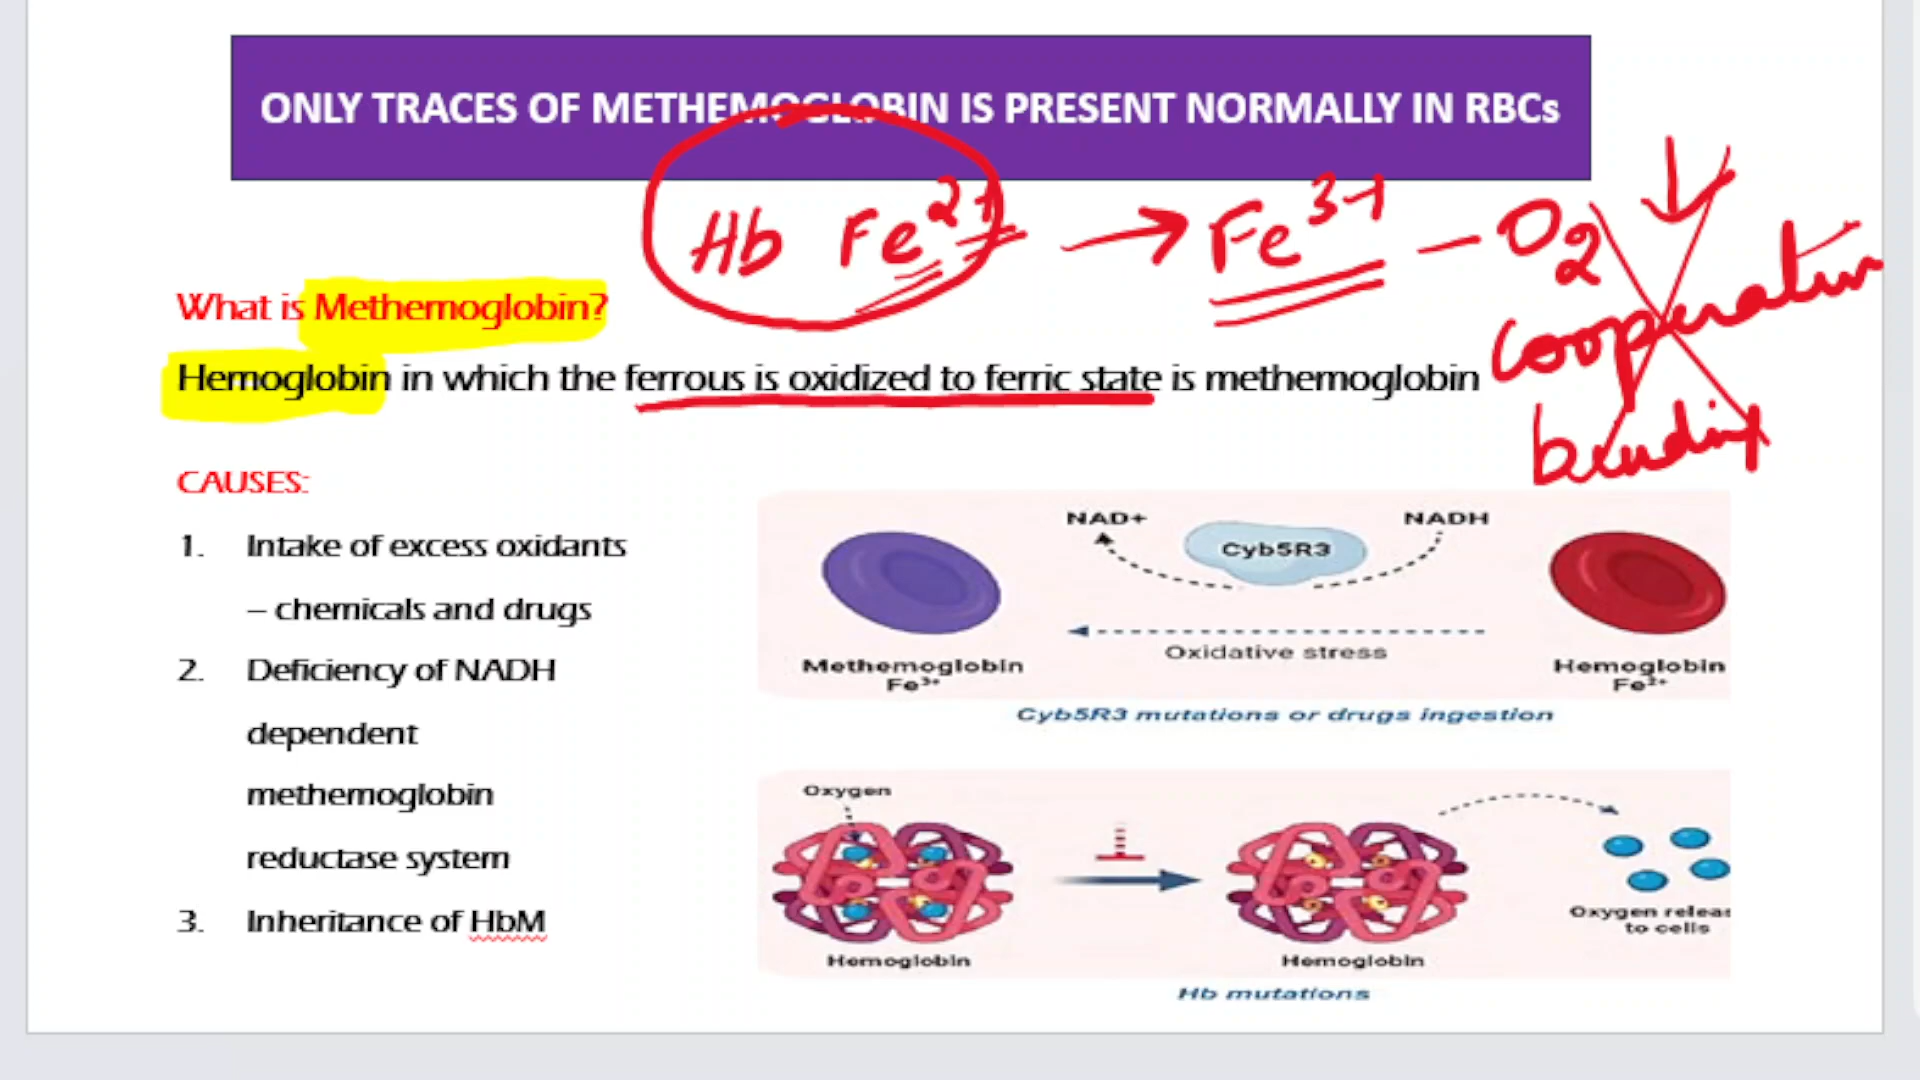 ONLY TRACES OF METHEMOGLOBIN IS PRESENT NORMALLY IN RBCs
Hb Fe²⁺ → Fe³⁺ – O₂ ↓
What is Methemoglobin?
cooperative
Hemoglobin in which the ferrous is oxidized to ferric state is methemoglobin
binding
CAUSES:
1. Intake of excess oxidants
– chemicals and drugs
2. Deficiency of NADH
dependent
methemoglobin
reductase system
3. Inheritance of HbM
NAD+ Cyb5R3 NADH
Oxidative stress
Methemoglobin
Fe³⁺
Hemoglobin
Fe²⁺
Cyb5R3 mutations or drugs ingestion
Oxygen
Hemoglobin
Hemoglobin
Oxygen releas
to cells
Hb mutations